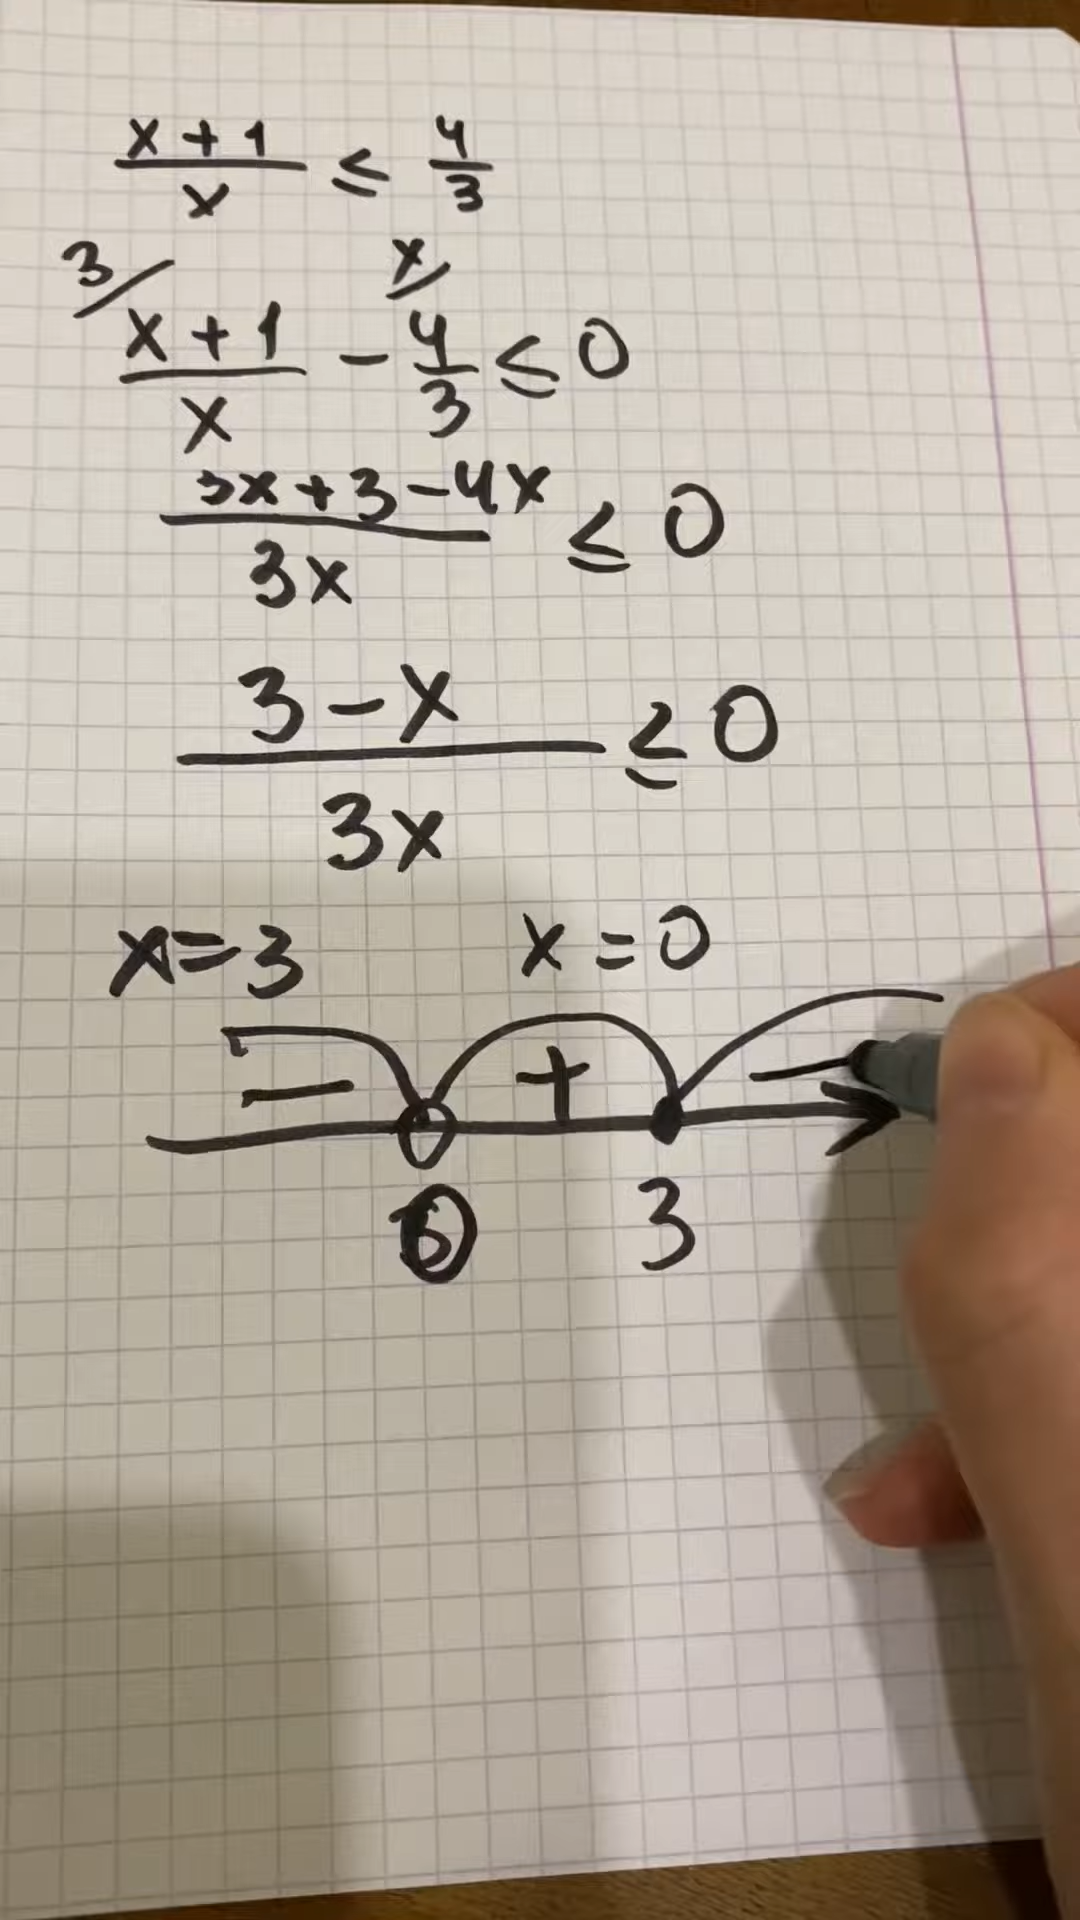 x + 1 / x ≤ 4 / 3
3/ x/
x + 1 / x - 4 / 3 ≤ 0
3x + 3 - 4x / 3x ≤ 0
3 - x / 3x ≤ 0
x = 3 x = 0
- + -
0 3